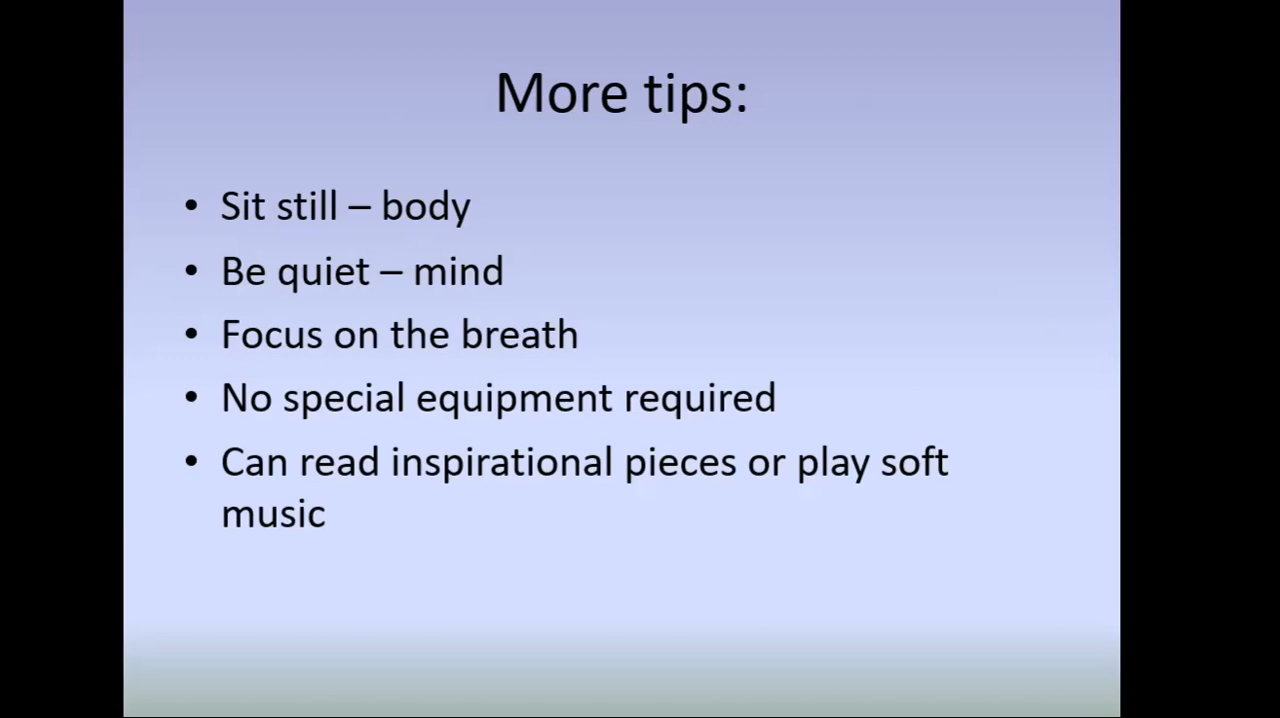 More tips:
• Sit still – body
• Be quiet – mind
• Focus on the breath
• No special equipment required
• Can read inspirational pieces or play soft
music